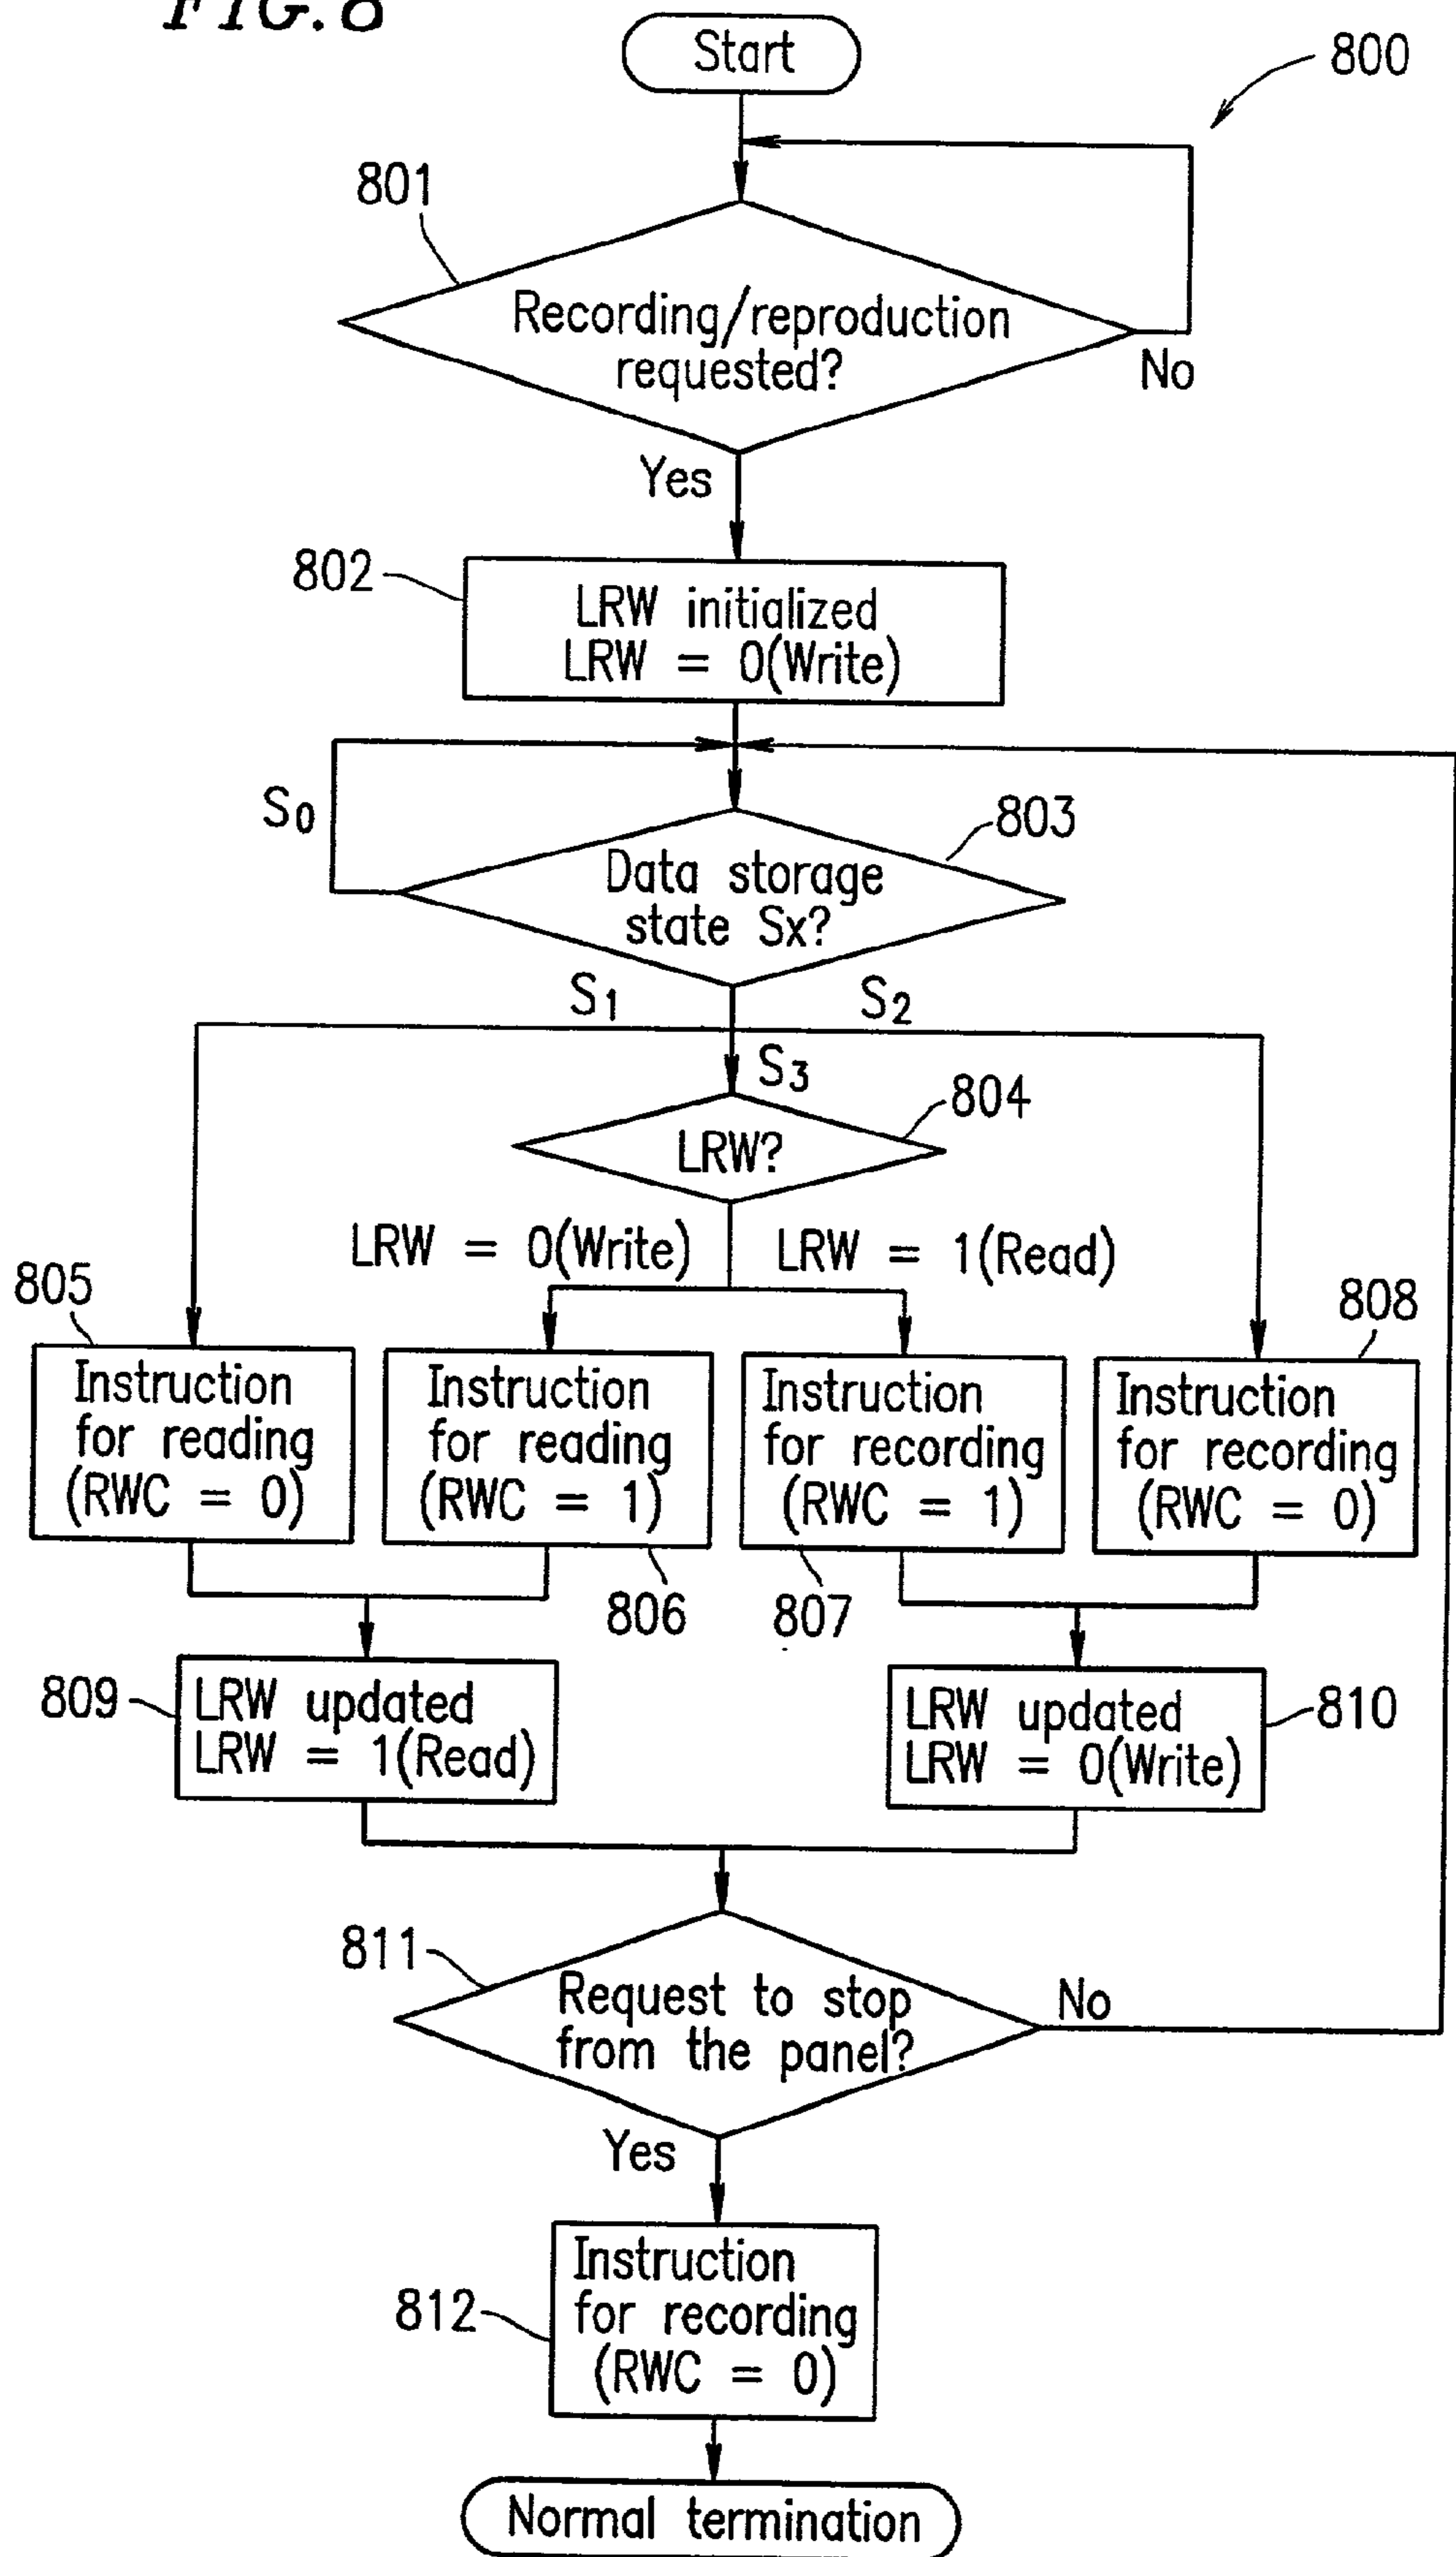 FIG. 8
Start
800
801
Recording/reproduction
requested?
No
Yes
802
LRW initialized
LRW = 0(Write)
S0
803
Data storage
state Sx?
S1
S2
S3
804
LRW?
LRW = 0(Write)
LRW = 1(Read)
805
808
Instruction
for reading
(RWC = 0)
Instruction
for reading
(RWC = 1)
Instruction
for recording
(RWC = 1)
Instruction
for recording
(RWC = 0)
806
807
809
LRW updated
LRW = 1(Read)
LRW updated
LRW = 0(Write)
810
811
Request to stop
from the panel?
No
Yes
812
Instruction
for recording
(RWC = 0)
Normal termination